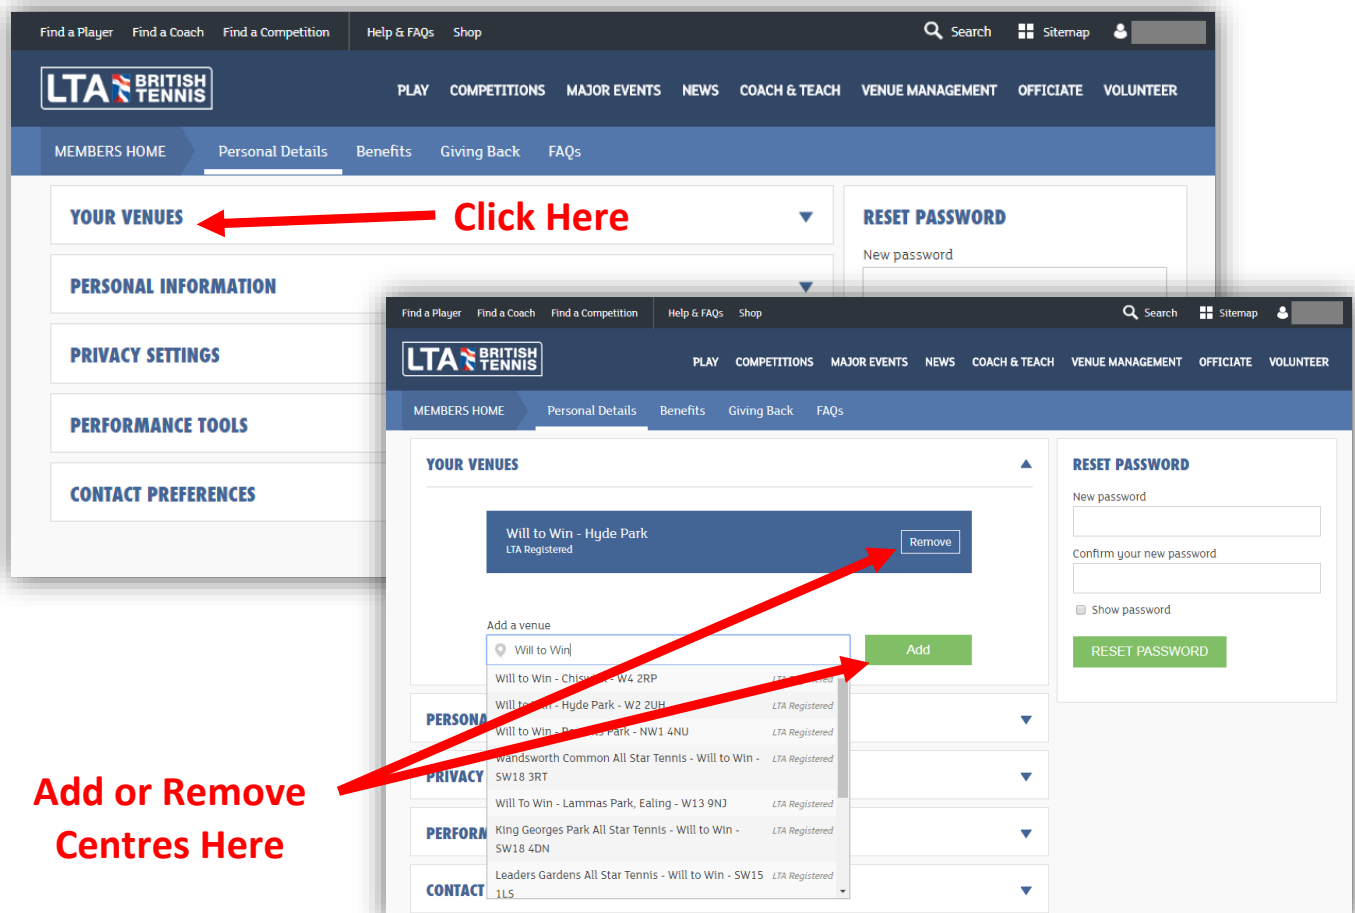 Find a Player Find a Coach Find a Competition Help & FAQs Shop Search Sitemap
LTA BRITISH TENNIS
PLAY COMPETITIONS MAJOR EVENTS NEWS COACH & TEACH VENUE MANAGEMENT OFFICIATE VOLUNTEER
MEMBERS HOME Personal Details Benefits Giving Back FAQs
YOUR VENUES
Click Here
RESET PASSWORD
New password
PERSONAL INFORMATION
PRIVACY SETTINGS
PERFORMANCE TOOLS
CONTACT PREFERENCES
Find a Player Find a Coach Find a Competition Help & FAQs Shop Search Sitemap
LTA BRITISH TENNIS
PLAY COMPETITIONS MAJOR EVENTS NEWS COACH & TEACH VENUE MANAGEMENT OFFICIATE VOLUNTEER
MEMBERS HOME Personal Details Benefits Giving Back FAQs
YOUR VENUES
Will to Win - Hyde Park
LTA Registered
Remove
Add a venue
Will to Win
Add
Will to Win - Chiswick - W4 2RP LTA Registered
Will to Win - Hyde Park - W2 2UH LTA Registered
Will to Win - Regents Park - NW1 4NU LTA Registered
Wandsworth Common All Star Tennis - Will to Win - LTA Registered
SW18 3RT
Will To Win - Lammas Park, Ealing - W13 9NJ LTA Registered
King Georges Park All Star Tennis - Will to Win - LTA Registered
SW18 4DN
Leaders Gardens All Star Tennis - Will to Win - SW15 LTA Registered
1LS
PERSONA
PRIVACY
PERFORM
CONTACT
RESET PASSWORD
New password
Confirm your new password
Show password
RESET PASSWORD
Add or Remove
Centres Here